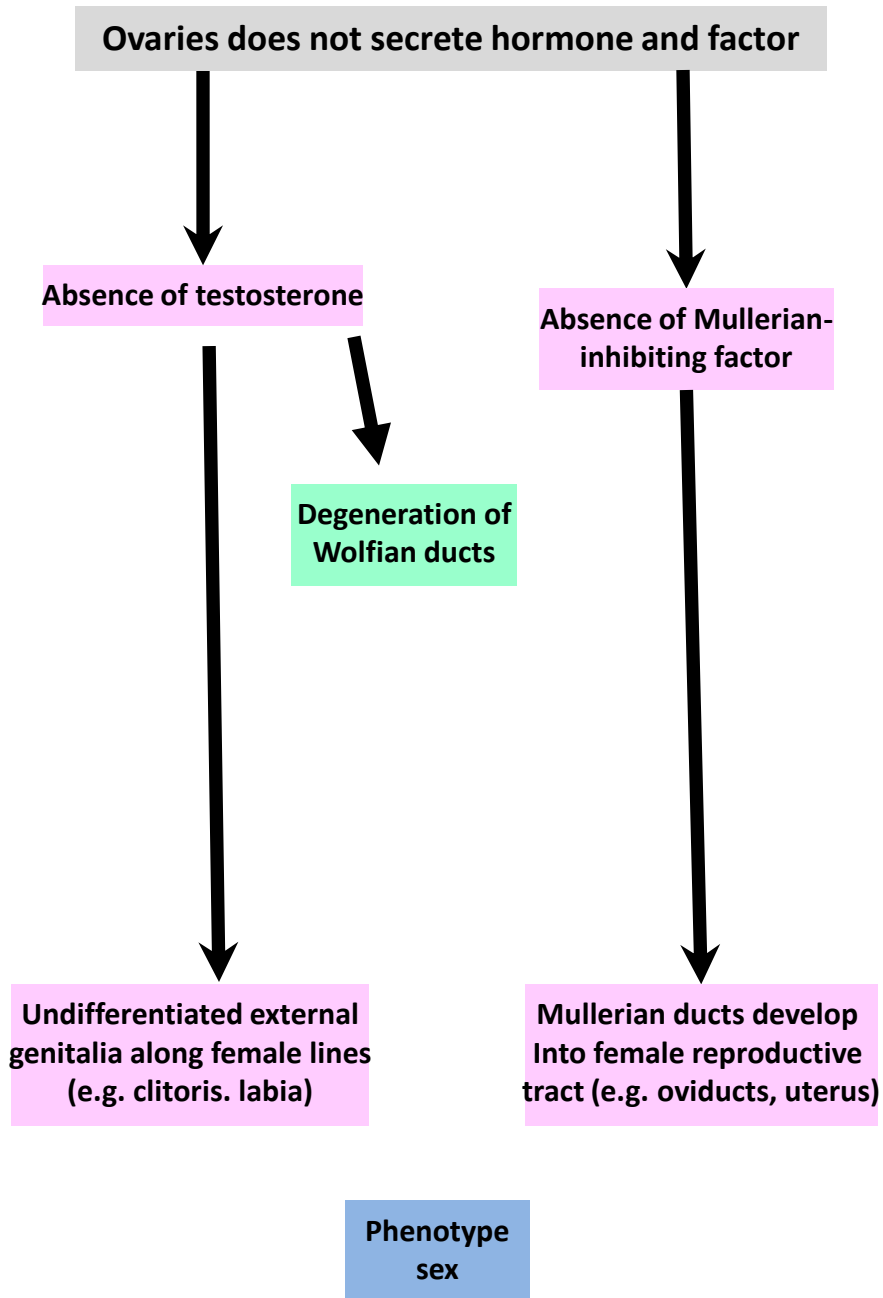 Ovaries does not secrete hormone and factor
Absence of testosterone
Absence of Mullerian-
inhibiting factor
Degeneration of
Wolfian ducts
Undifferentiated external
genitalia along female lines
(e.g. clitoris. labia)
Mullerian ducts develop
Into female reproductive
tract (e.g. oviducts, uterus)
Phenotype
sex